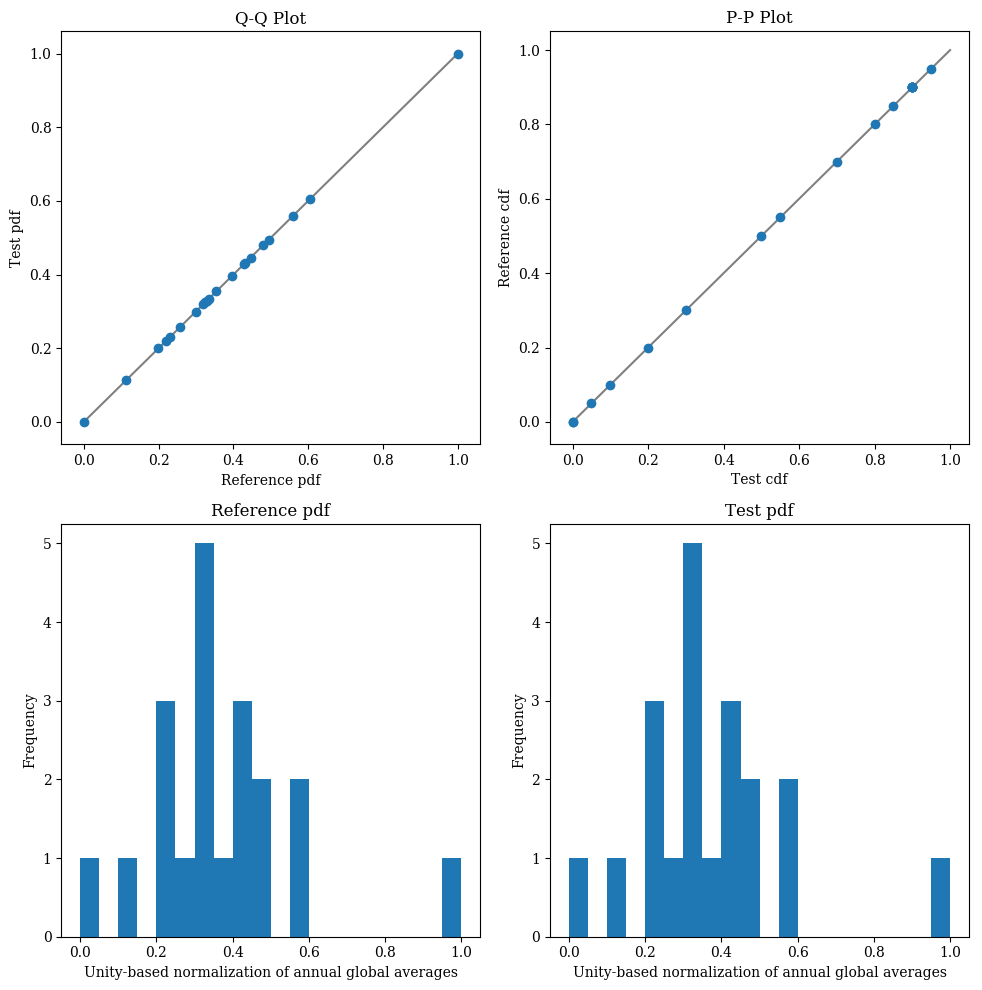 Q-Q Plot
Test pdf
1.0
0.8
0.6
0.4
0.2
0.0
0.0 0.2 0.4 0.6 0.8 1.0
Reference pdf
P-P Plot
Reference cdf
1.0
0.8
0.6
0.4
0.2
0.0
0.0 0.2 0.4 0.6 0.8 1.0
Test cdf
Reference pdf
Frequency
5
4
3
2
1
0
0.0 0.2 0.4 0.6 0.8 1.0
Unity-based normalization of annual global averages
Test pdf
Frequency
5
4
3
2
1
0
0.0 0.2 0.4 0.6 0.8 1.0
Unity-based normalization of annual global averages